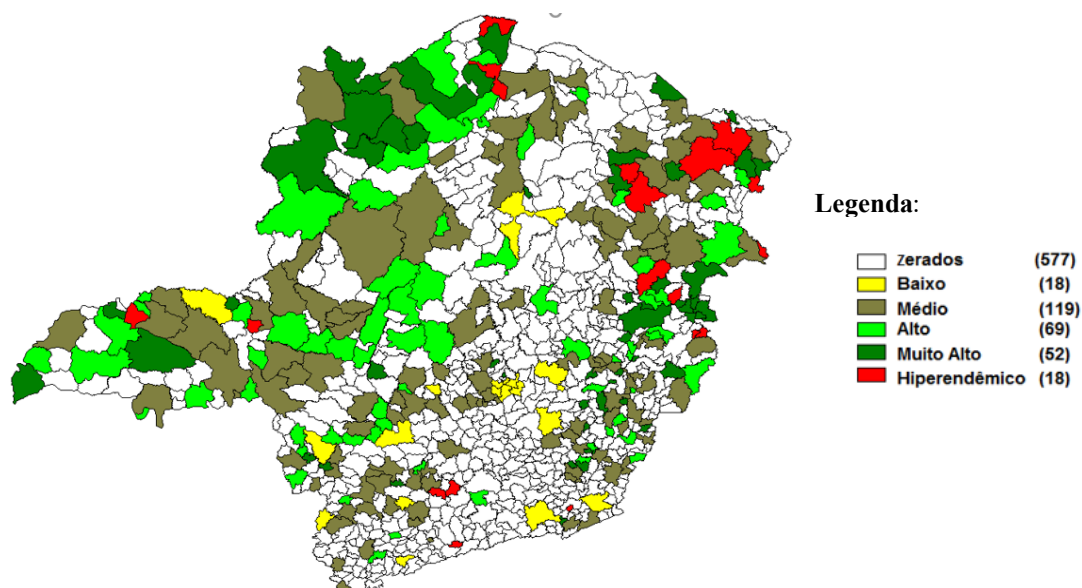 Legenda:
zerados (577)
Baixo (18)
Médio (119)
Alto (69)
Muito Alto (52)
Hiperendêmico (18)